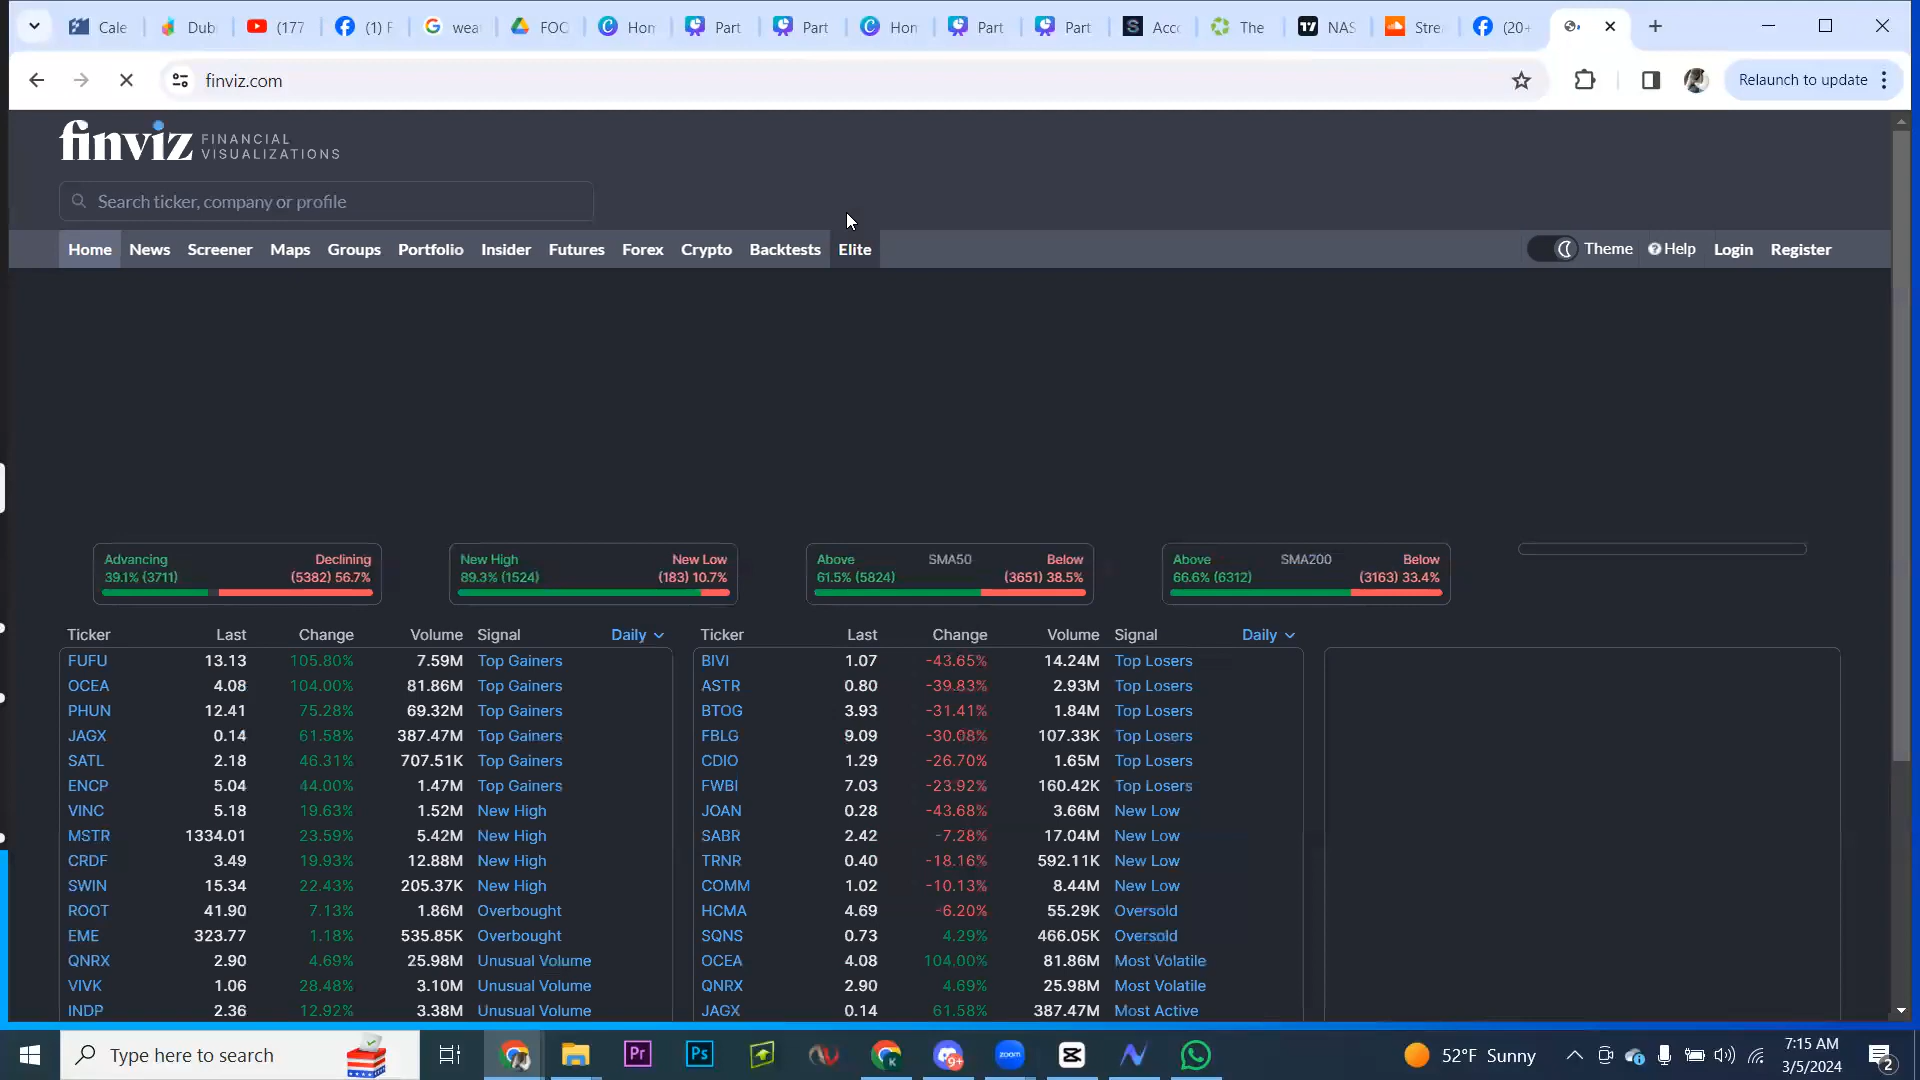 Cale
Dub
(177
(1) F
wea
FOC
Hon
Part
Part
Hon
Part
Part
Acc
The
NAS
Stre
(20+
finviz.com
Relaunch to update
finviz FINANCIAL
VISUALIZATIONS
Search ticker, company or profile
Home News Screener Maps Groups Portfolio Insider Futures Forex Crypto Backtests Elite Theme Help Login Register
Advancing Declining
39.1% (3711) (5382) 56.7%
New High New Low
89.3% (1524) (183) 10.7%
Above SMA50 Below
61.5% (5824) (3651) 38.5%
Above SMA200 Below
66.6% (6312) (3163) 33.4%
Ticker Last Change Volume Signal Daily
FUFU 13.13 105.80% 7.59M Top Gainers
OCEA 4.08 104.00% 81.86M Top Gainers
PHUN 12.41 75.28% 69.32M Top Gainers
JAGX 0.14 61.58% 387.47M Top Gainers
SATL 2.18 46.31% 707.51K Top Gainers
ENCP 5.04 44.00% 1.47M Top Gainers
VINC 5.18 19.63% 1.52M New High
MSTR 1334.01 23.59% 5.42M New High
CRDF 3.49 19.93% 12.88M New High
SWIN 15.34 22.43% 205.37K New High
ROOT 41.90 7.13% 1.86M Overbought
EME 323.77 1.18% 535.85K Overbought
QNRX 2.90 4.69% 25.98M Unusual Volume
VIVK 1.06 28.48% 3.10M Unusual Volume
INDP 2.36 12.92% 3.38M Unusual Volume
Ticker Last Change Volume Signal Daily
BIVI 1.07 -43.65% 14.24M Top Losers
ASTR 0.80 -39.83% 2.93M Top Losers
BTOG 3.93 -31.41% 1.84M Top Losers
FBLG 9.09 -30.08% 107.33K Top Losers
CDIO 1.29 -26.70% 1.65M Top Losers
FWBI 7.03 -23.92% 160.42K Top Losers
JOAN 0.28 -43.68% 3.66M New Low
SABR 2.42 -7.28% 17.04M New Low
TRNR 0.40 -18.16% 592.11K New Low
COMM 1.02 -10.13% 8.44M New Low
HCMA 4.69 -6.20% 55.29K Oversold
SQNS 0.73 4.29% 466.05K Oversold
OCEA 4.08 104.00% 81.86M Most Volatile
QNRX 2.90 4.69% 25.98M Most Volatile
JAGX 0.14 61.58% 387.47M Most Active
Type here to search
Pr
Ps
K
9+
zoom
52°F Sunny
7:15 AM
3/5/2024
2